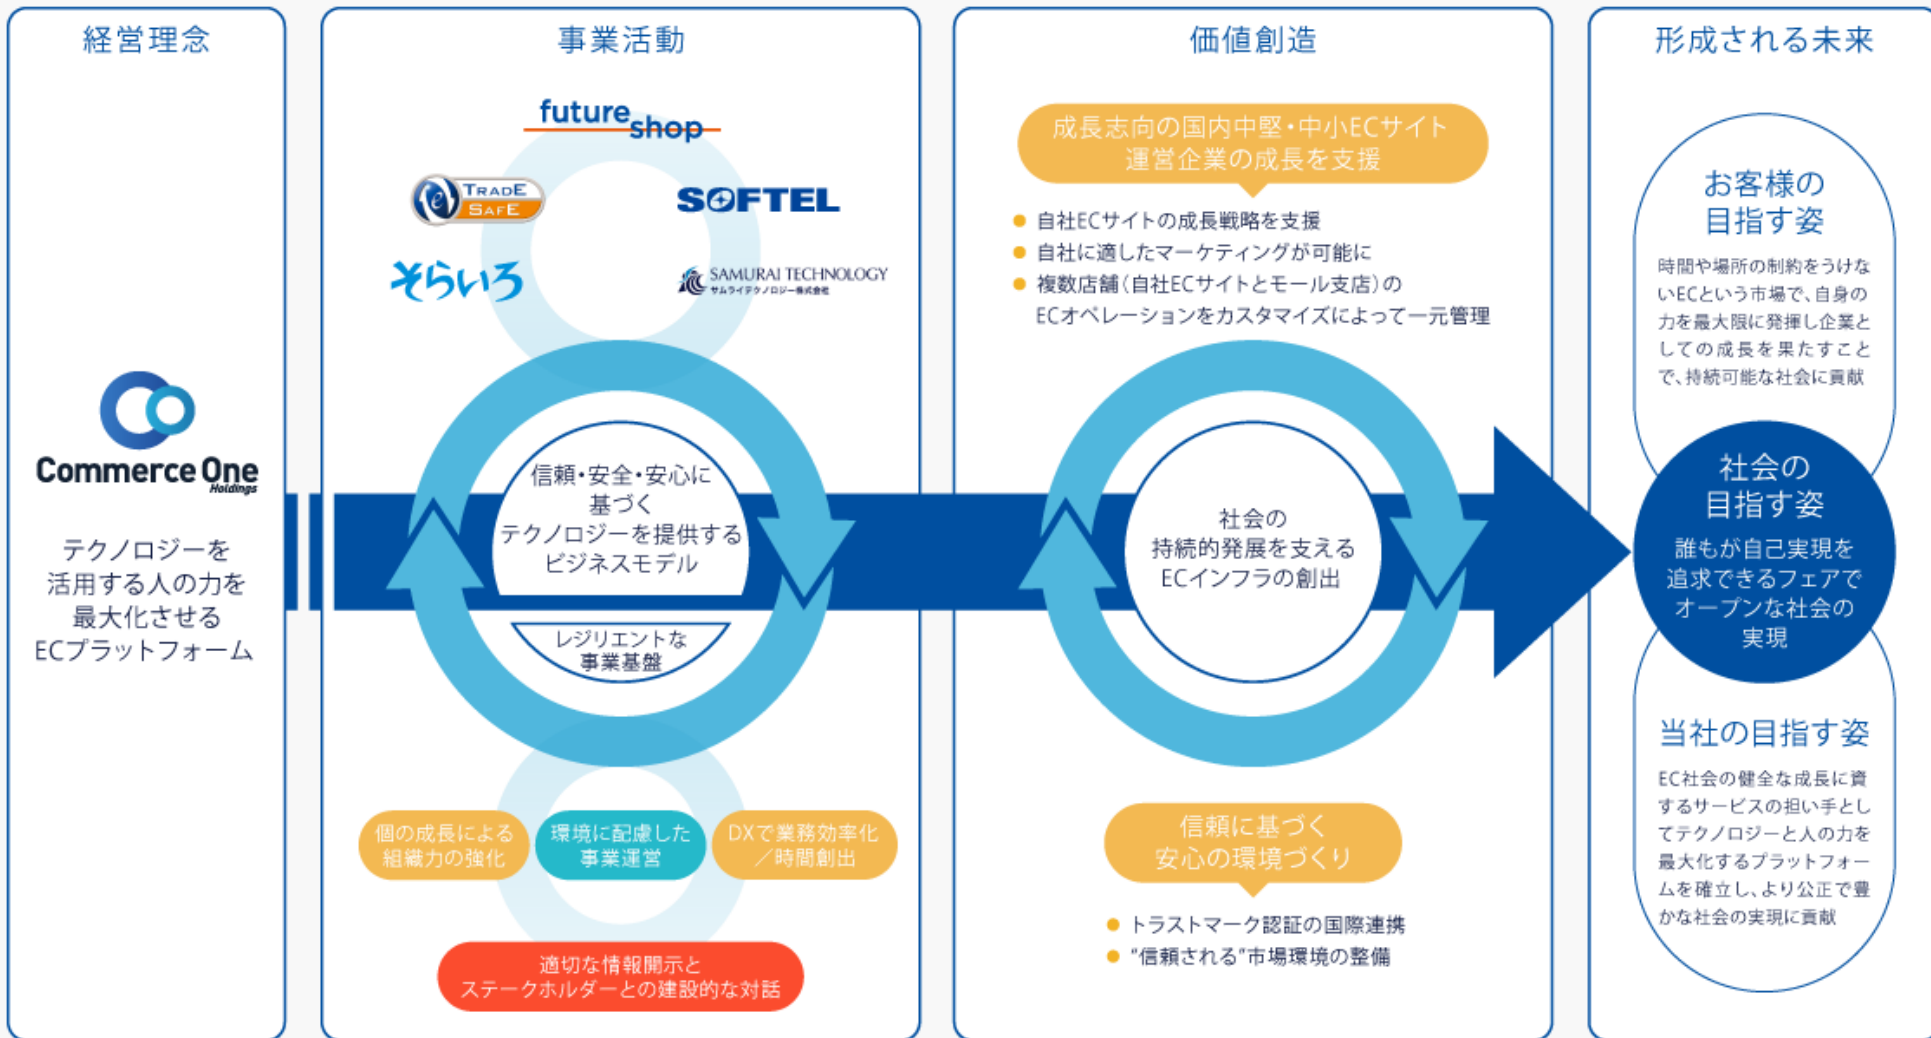 経営理念
Commerce One
Holdings
テクノロジーを
活用する人の力を
最大化させる
ECプラットフォーム
事業活動
future
shop
e
TRADE
SAFE
SOFTEL
そらいろ
SAMURAI TECHNOLOGY
サムライテクノロジー株式会社
信頼・安全・安心に
基づく
テクノロジーを提供する
ビジネスモデル
レジリエントな
事業基盤
個の成長による
組織力の強化
環境に配慮した
事業運営
DXで業務効率化
／時間創出
適切な情報開示と
ステークホルダーとの建設的な対話
価値創造
成長志向の国内中堅・中小ECサイト
運営企業の成長を支援
自社ECサイトの成長戦略を支援
自社に適したマーケティングが可能に
複数店舗（自社ECサイトとモール支店）の
ECオペレーションをカスタマイズによって一元管理
社会の
持続的発展を支える
ECインフラの創出
信頼に基づく
安心の環境づくり
トラストマーク認証の国際連携
“信頼される”市場環境の整備
形成される未来
お客様の
目指す姿
時間や場所の制約をうけな
いECという市場で、自身の
力を最大限に発揮し企業と
しての成長を果たすこと
で、持続可能な社会に貢献
社会の
目指す姿
誰もが自己実現を
追求できるフェアで
オープンな社会の
実現
当社の目指す姿
EC社会の健全な成長に資
するサービスの担い手とし
てテクノロジーと人の力を
最大化するプラットフォー
ムを確立し、より公正で豊
かな社会の実現に貢献